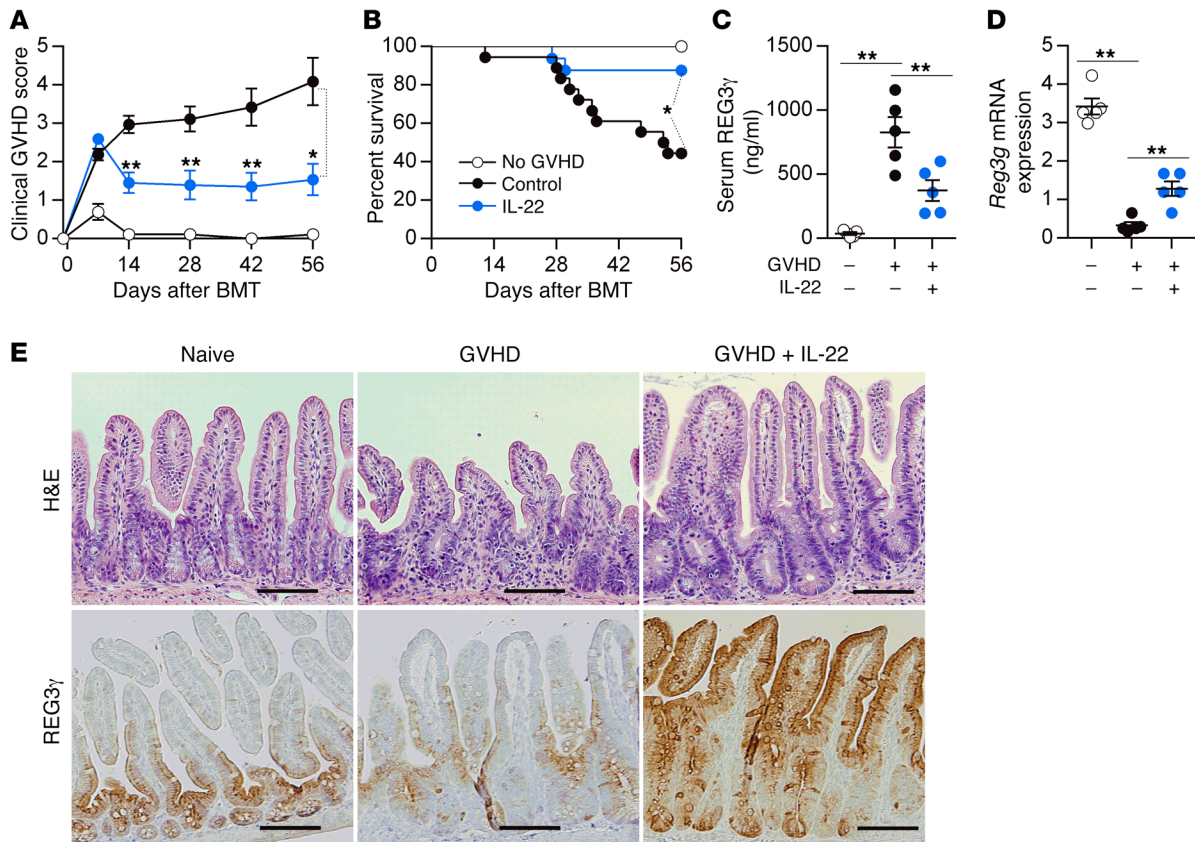 A
Clinical GVHD score
5
4
3
2
1
0
** ** ** *
0 14 28 42 56
Days after BMT
B
Percent survival
100
80
60
40
20
0
*
No GVHD
Control
IL-22
0 14 28 42 56
Days after BMT
C
Serum REG3γ
(ng/ml)
1500
1000
500
0
** **
GVHD – + +
IL-22 – – +
D
Reg3g mRNA
expression
5
4
3
2
1
0
** **
– + +
– – +
E
Naive GVHD GVHD + IL-22
H&E
REG3γ